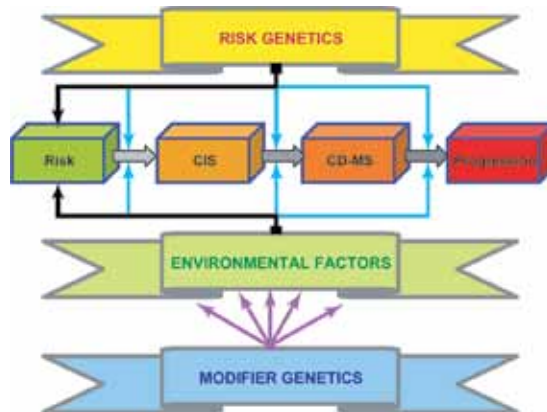 RISK GENETICS
Risk
CIS
CD-MS
Progression
ENVIRONMENTAL FACTORS
MODIFIER GENETICS